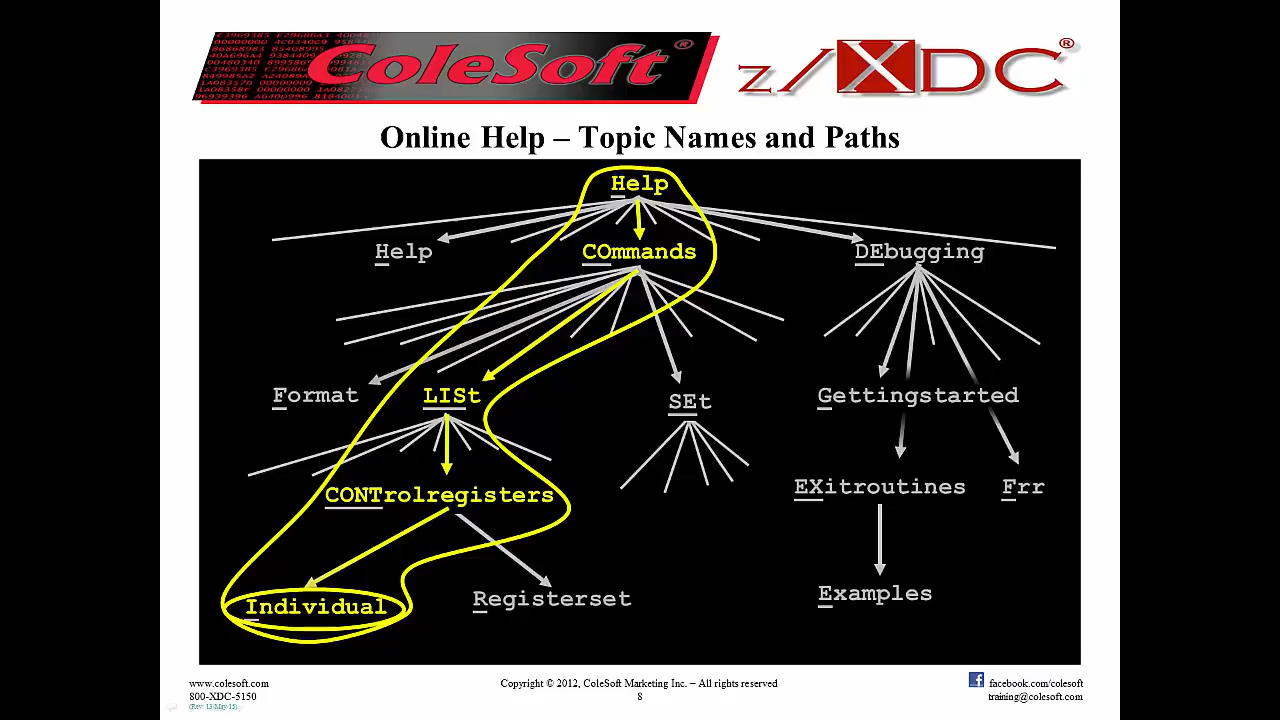 ColeSoft®
z/XDC®
Online Help – Topic Names and Paths
Help
Help COmmands DEbugging
Format LISt SEt Gettingstarted
CONTrolregisters EXitroutines Frr
Individual Registerset Examples
www.colesoft.com Copyright © 2012, ColeSoft Marketing Inc. – All rights reserved facebook.com/colesoft
800-XDC-5150 8 training@colesoft.com
(Rev: 13-May-15)